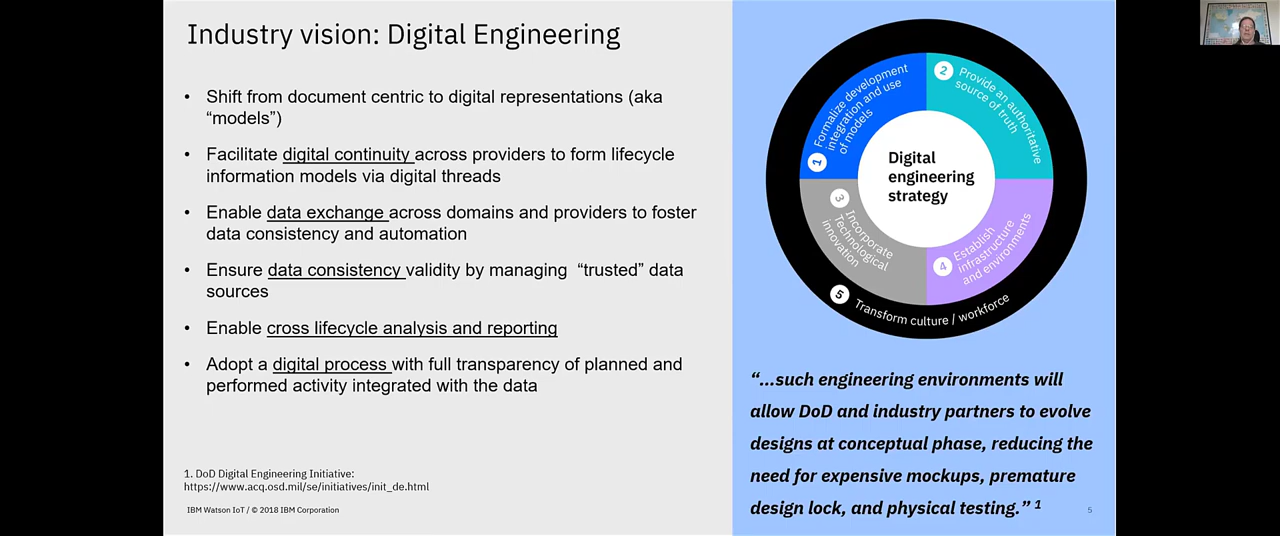 Industry vision: Digital Engineering
• Shift from document centric to digital representations (aka
“models”)
• Facilitate digital continuity across providers to form lifecycle
information models via digital threads
• Enable data exchange across domains and providers to foster
data consistency and automation
• Ensure data consistency validity by managing “trusted” data
sources
• Enable cross lifecycle analysis and reporting
• Adopt a digital process with full transparency of planned and
performed activity integrated with the data
1. DoD Digital Engineering Initiative:
https://www.acq.osd.mil/se/initiatives/init_de.html
IBM Watson IoT / © 2018 IBM Corporation
1
Formalize development
integration and use
of models
2
Provide an authoritative
source of truth
Digital
engineering
strategy
3
Incorporate
Technological
innovation
4
Establish
infrastructure
and environments
5
Transform culture / workforce
“...such engineering environments will
allow DoD and industry partners to evolve
designs at conceptual phase, reducing the
need for expensive mockups, premature
design lock, and physical testing.” 1
5